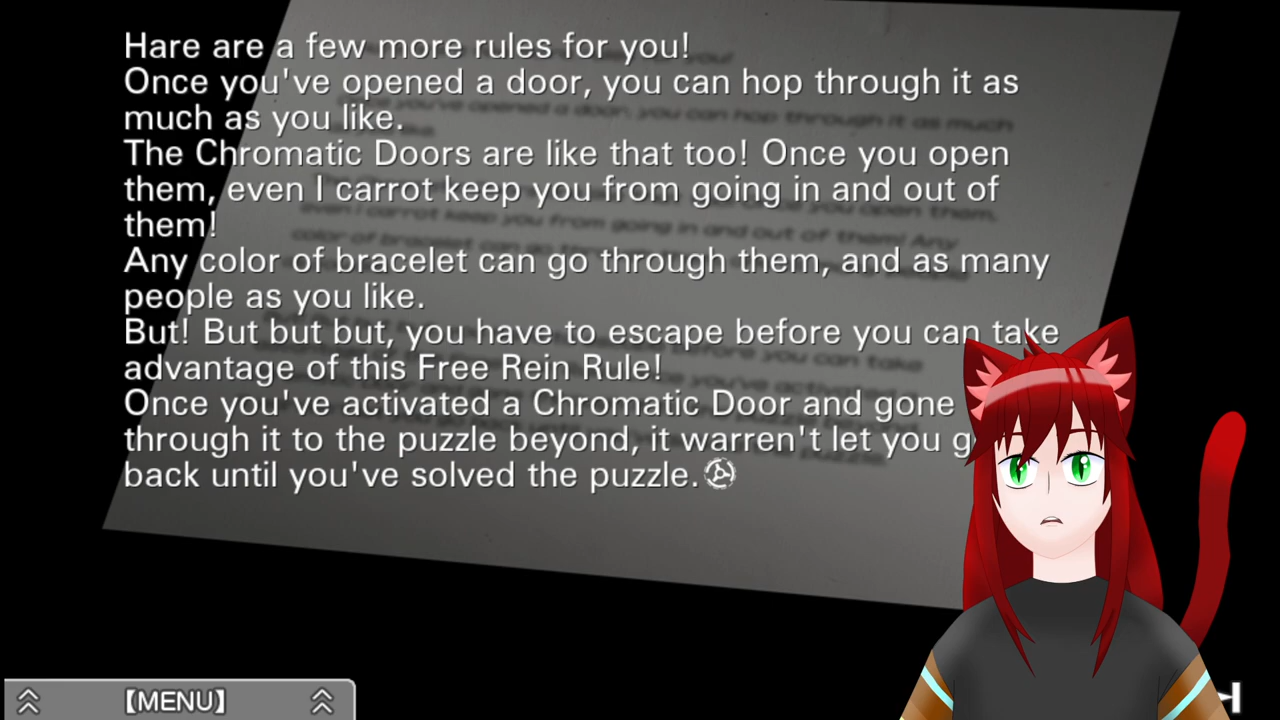 Hare are a few more rules for you!
Once you've opened a door, you can hop through it as
much as you like.
The Chromatic Doors are like that too! Once you open
them, even I carrot keep you from going in and out of
them!
Any color of bracelet can go through them, and as many
people as you like.
But! But but but, you have to escape before you can take
advantage of this Free Rein Rule!
Once you've activated a Chromatic Door and gone
through it to the puzzle beyond, it warren't let you
back until you've solved the puzzle.
【MENU】